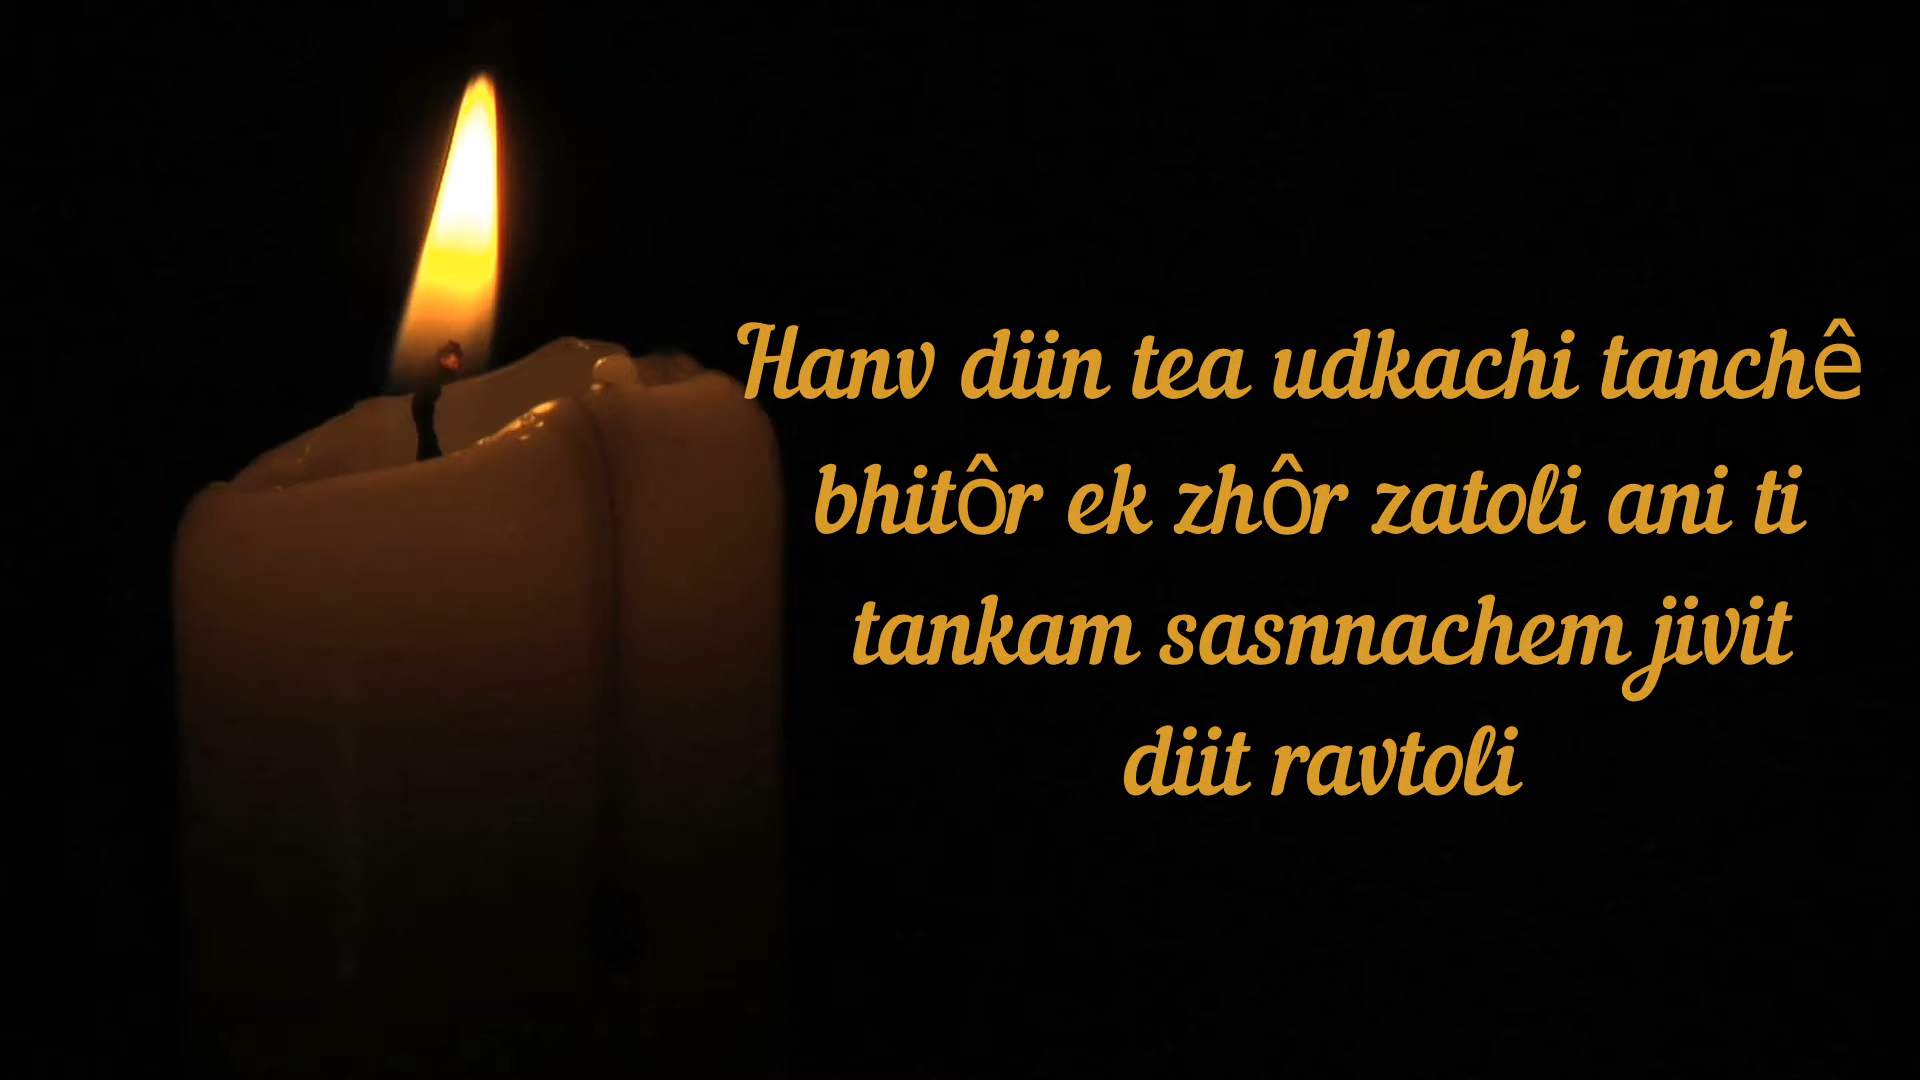 Hanv diin tea udkachi tanchê
bhitôr ek zhôr zatoli ani ti
tankam sasnnachem jivit
diit ravtoli